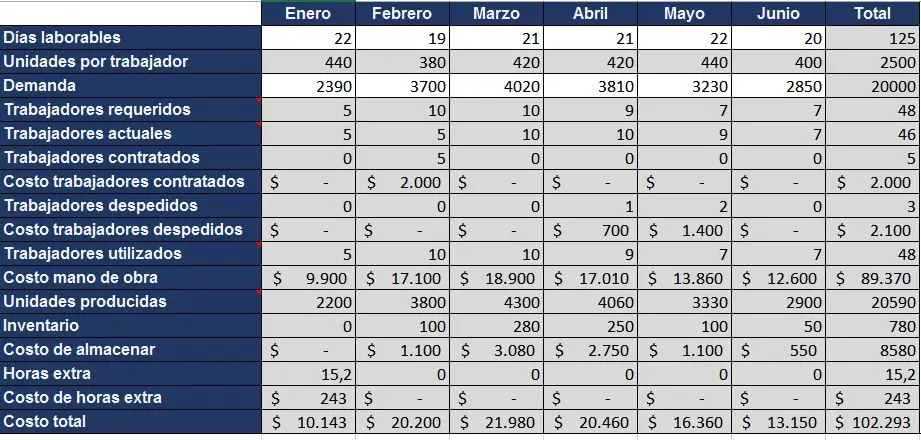 Enero Febrero Marzo Abril Mayo Junio Total
Días laborables 22 19 21 21 22 20 125
Unidades por trabajador 440 380 420 420 440 400 2500
Demanda 2390 3700 4020 3810 3230 2850 20000
Trabajadores requeridos 5 10 10 9 7 7 48
Trabajadores actuales 5 5 10 10 9 7 46
Trabajadores contratados 0 5 0 0 0 0 5
Costo trabajadores contratados $ - $ 2.000 $ - $ - $ - $ - $ 2.000
Trabajadores despedidos 0 0 0 1 2 0 3
Costo trabajadores despedidos $ - $ - $ - $ 700 $ 1.400 $ - $ 2.100
Trabajadores utilizados 5 10 10 9 7 7 48
Costo mano de obra $ 9.900 $ 17.100 $ 18.900 $ 17.010 $ 13.860 $ 12.600 $ 89.370
Unidades producidas 2200 3800 4300 4060 3330 2900 20590
Inventario 0 100 280 250 100 50 780
Costo de almacenar $ - $ 1.100 $ 3.080 $ 2.750 $ 1.100 $ 550 8580
Horas extra 15,2 0 0 0 0 0 15,2
Costo de horas extra $ 243 $ - $ - $ - $ - $ - $ 243
Costo total $ 10.143 $ 20.200 $ 21.980 $ 20.460 $ 16.360 $ 13.150 $ 102.293